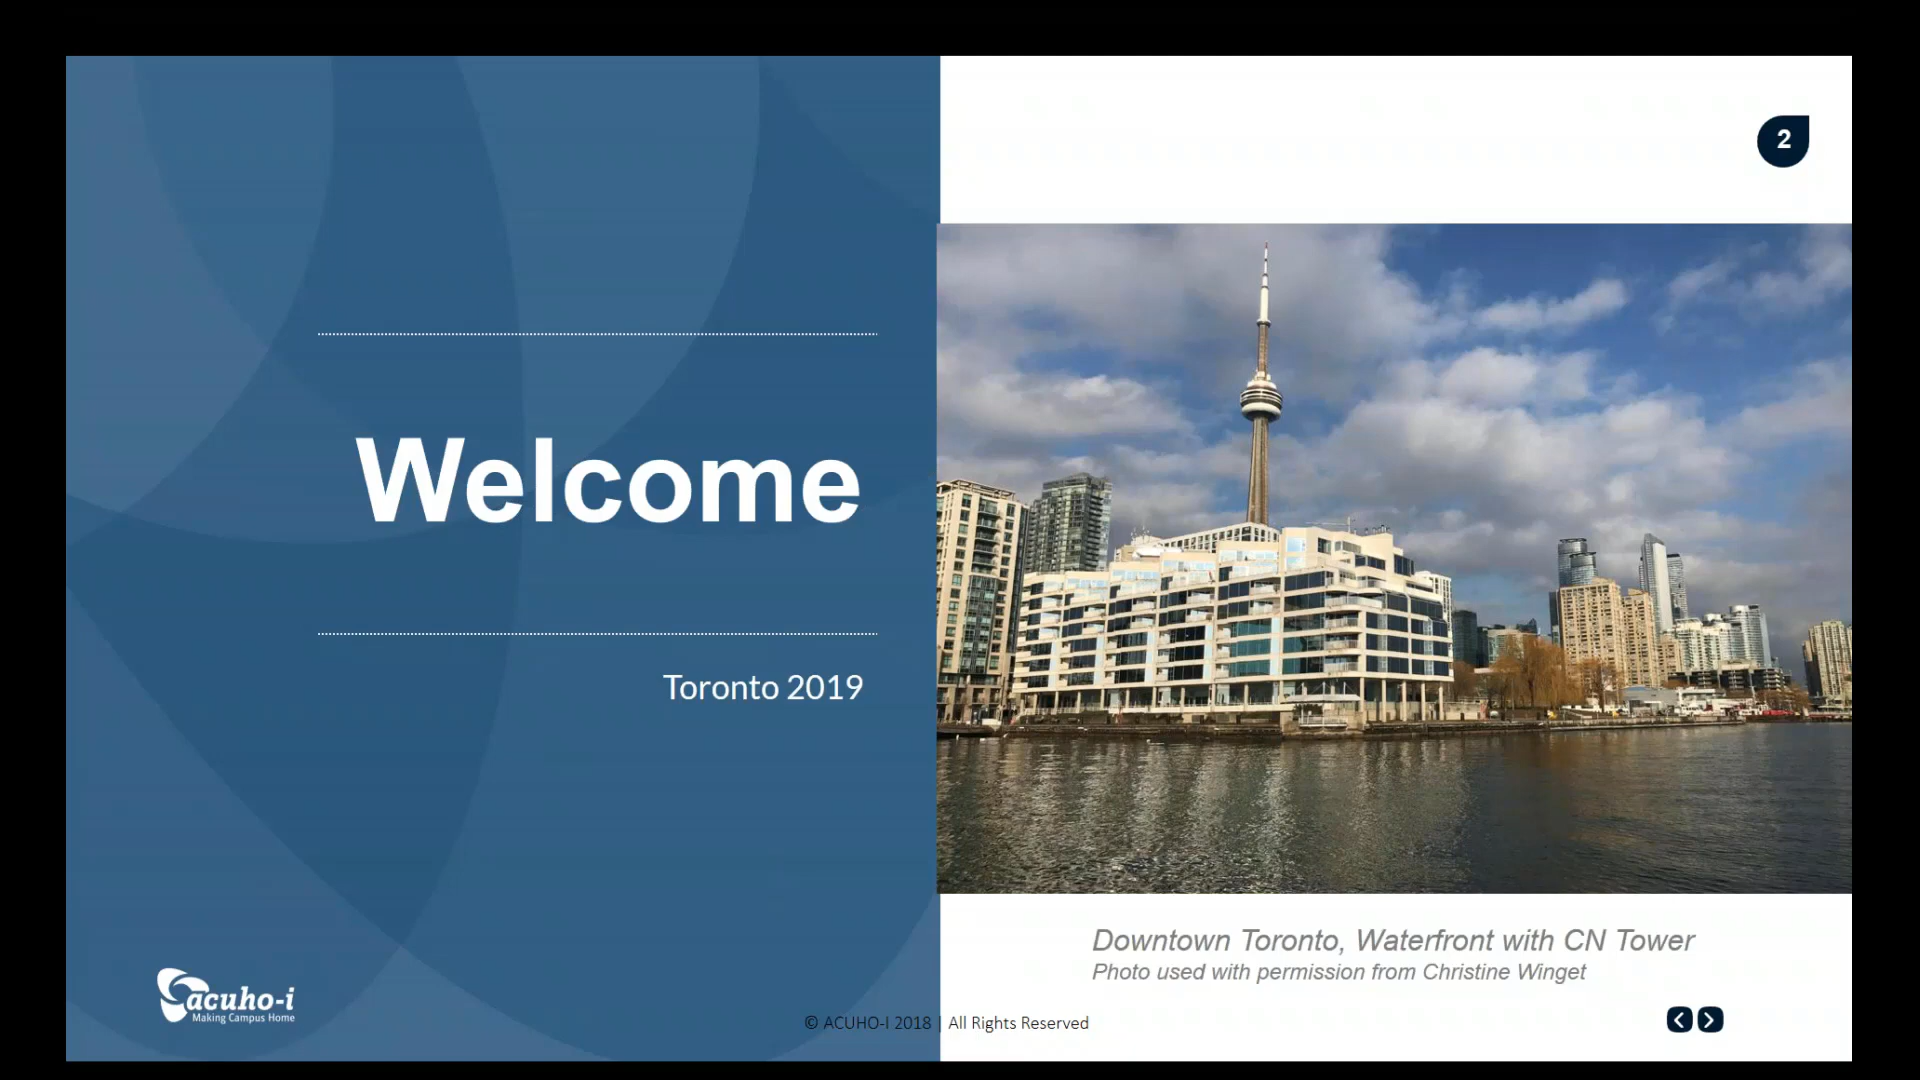 2
Welcome
Toronto 2019
Downtown Toronto, Waterfront with CN Tower
Photo used with permission from Christine Winget
acuho-i
Making Campus Home
© ACUHO-I 2018 | All Rights Reserved